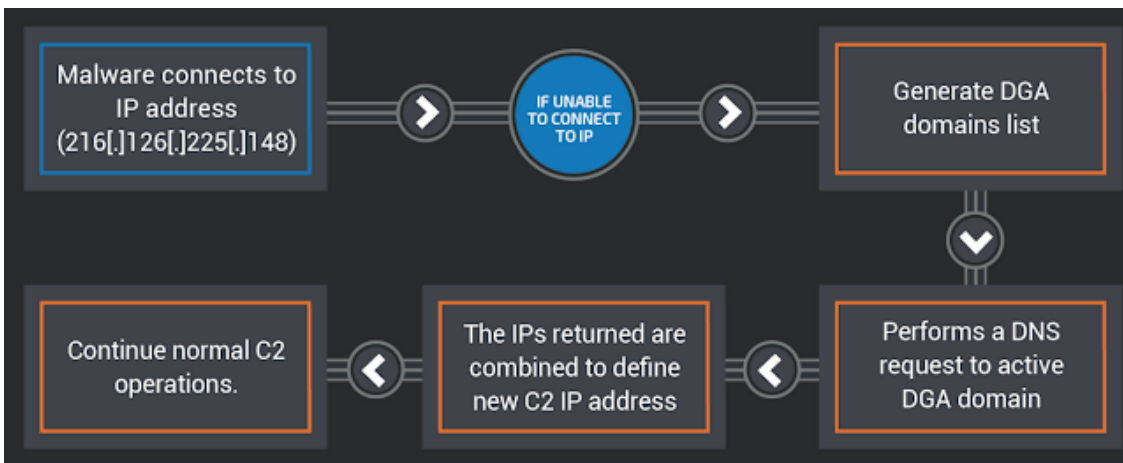 Malware connects to
IP address
(216[.]126[.]225[.]148)
IF UNABLE
TO CONNECT
TO IP
Generate DGA
domains list
Performs a DNS
request to active
DGA domain
The IPs returned are
combined to define
new C2 IP address
Continue normal C2
operations.